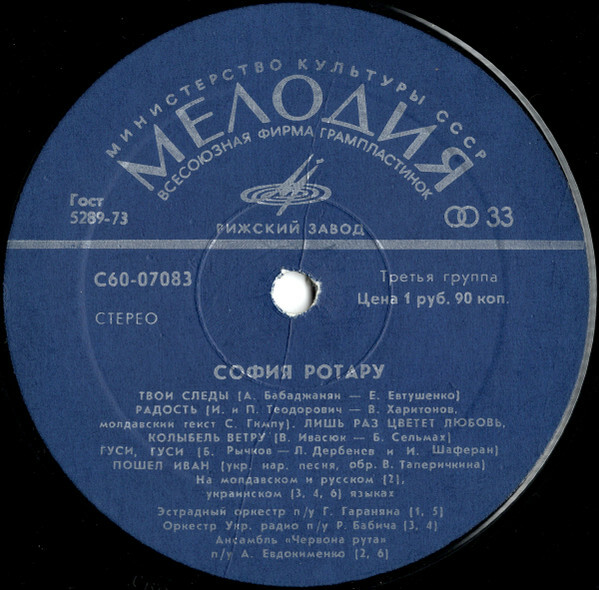 МИНИСТЕРСТВО КУЛЬТУРЫ СССР
МЕЛОДИЯ
ВСЕСОЮЗНАЯ ФИРМА ГРАМПЛАСТИНОК
Гост
5289-73
33
РИЖСКИЙ ЗАВОД
С60-07083
Третья группа
Цена 1 руб. 90 коп.
СТЕРЕО
СОФИЯ РОТАРУ
ТВОИ СЛЕДЫ (А. Бабаджанян — Е. Евтушенко)
РАДОСТЬ (И. и П. Теодорович — В. Харитонов,
молдавский текст С. Гимпу). ЛИШЬ РАЗ ЦВЕТЕТ ЛЮБОВЬ,
КОЛЫБЕЛЬ ВЕТРУ (В. Ивасюк — Б. Сельмах)
ГУСИ, ГУСИ (Б. Рычков — Л. Дербенев и И. Шаферан)
ПОШЕЛ ИВАН (укр. нар. песня, обр. В. Таперичкина)
На молдавском и русском (2),
украинском (3, 4, 6) языках
Эстрадный оркестр п/у Г. Гараняна (1, 5)
Оркестр Укр. радио п/у Р. Бабича (3, 4)
Ансамбль «Червона рута»
п/у А. Евдокименко (2, 6)